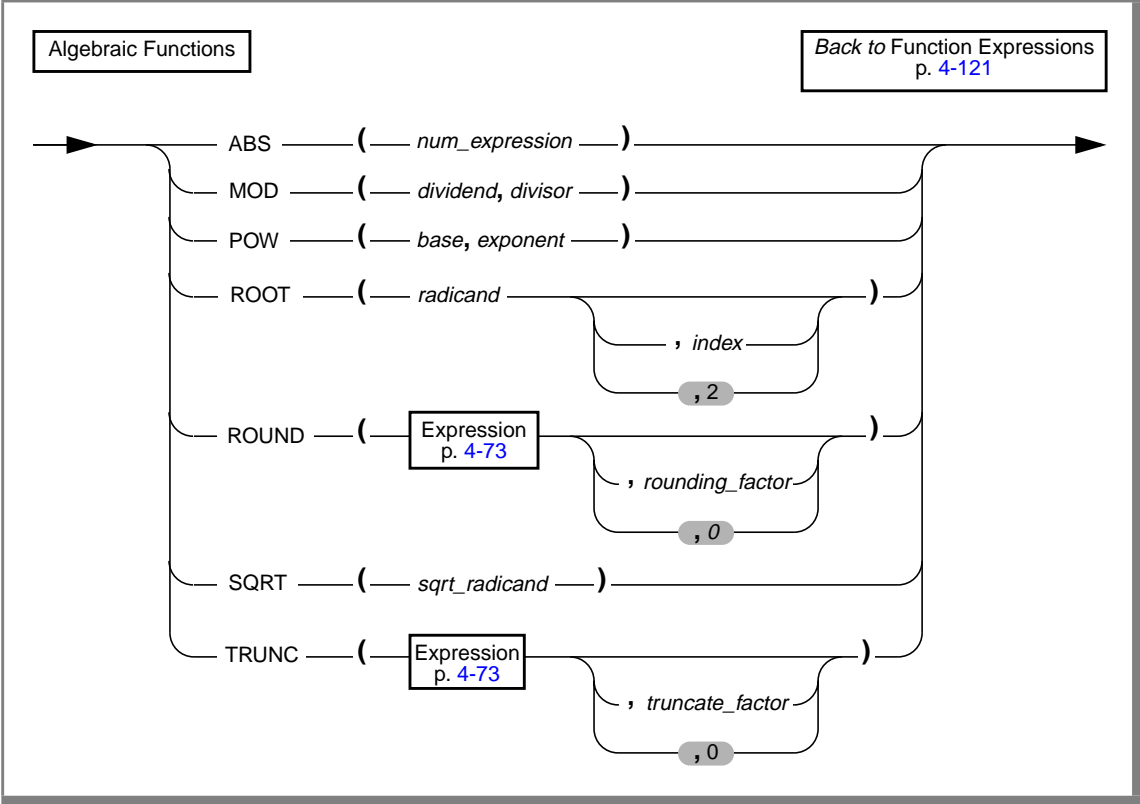 Algebraic Functions
Back to Function Expressions
p. 4-121
ABS ( num_expression )
MOD ( dividend, divisor )
POW ( base, exponent )
ROOT ( radicand )
, index
, 2
ROUND ( Expression )
p. 4-73
, rounding_factor
, 0
SQRT ( sqrt_radicand )
TRUNC ( Expression )
p. 4-73
, truncate_factor
, 0